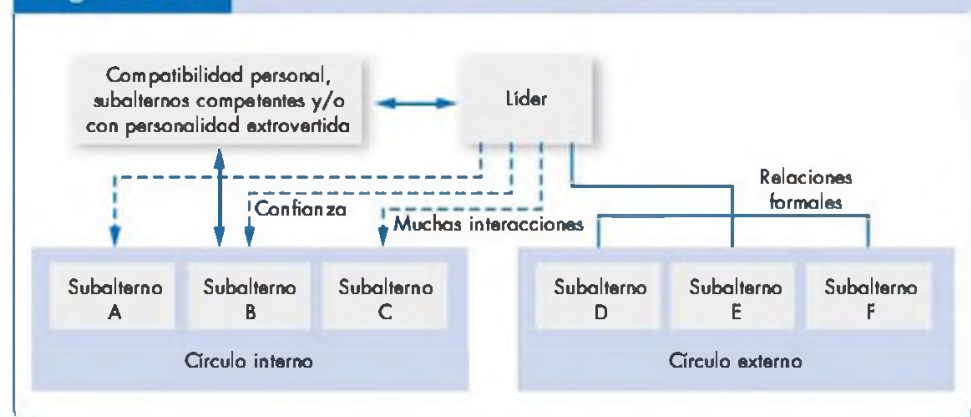 Compatibilidad personal,
subalternos competentes y/o
con personalidad extrovertida
Líder
Relaciones
formales
Confianza
Muchas interacciones
Subalterno
A
Subalterno
B
Subalterno
C
Subalterno
D
Subalterno
E
Subalterno
F
Círculo interno
Círculo externo